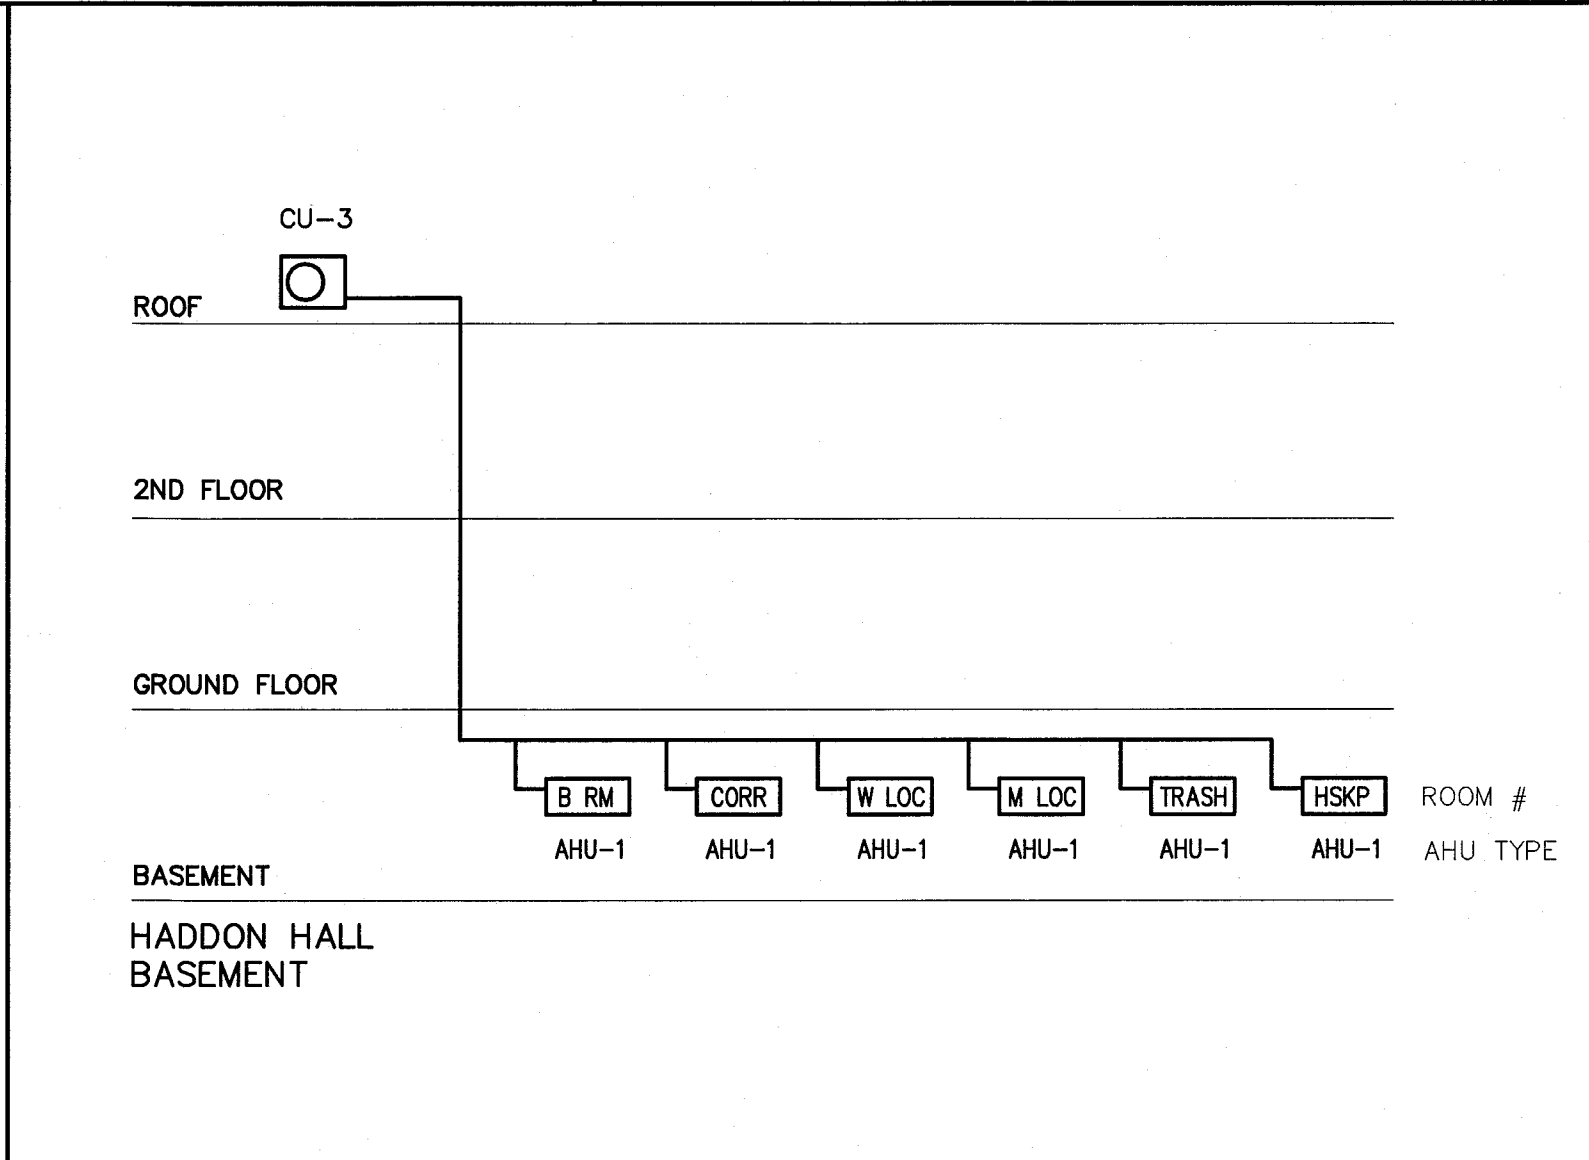 CU-3
ROOF
2ND FLOOR
GROUND FLOOR
B RM CORR W LOC M LOC TRASH HSKP ROOM #
AHU-1 AHU-1 AHU-1 AHU-1 AHU-1 AHU-1 AHU TYPE
BASEMENT
HADDON HALL
BASEMENT